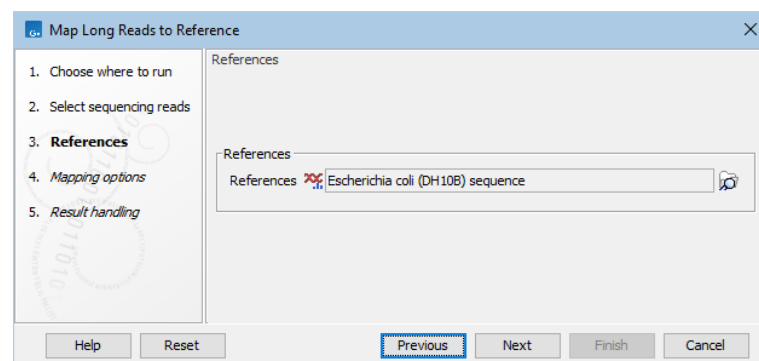 Map Long Reads to Reference
1. Choose where to run
2. Select sequencing reads
3. References
4. Mapping options
5. Result handling
References
References
References Escherichia coli (DH10B) sequence
Help Reset Previous Next Finish Cancel